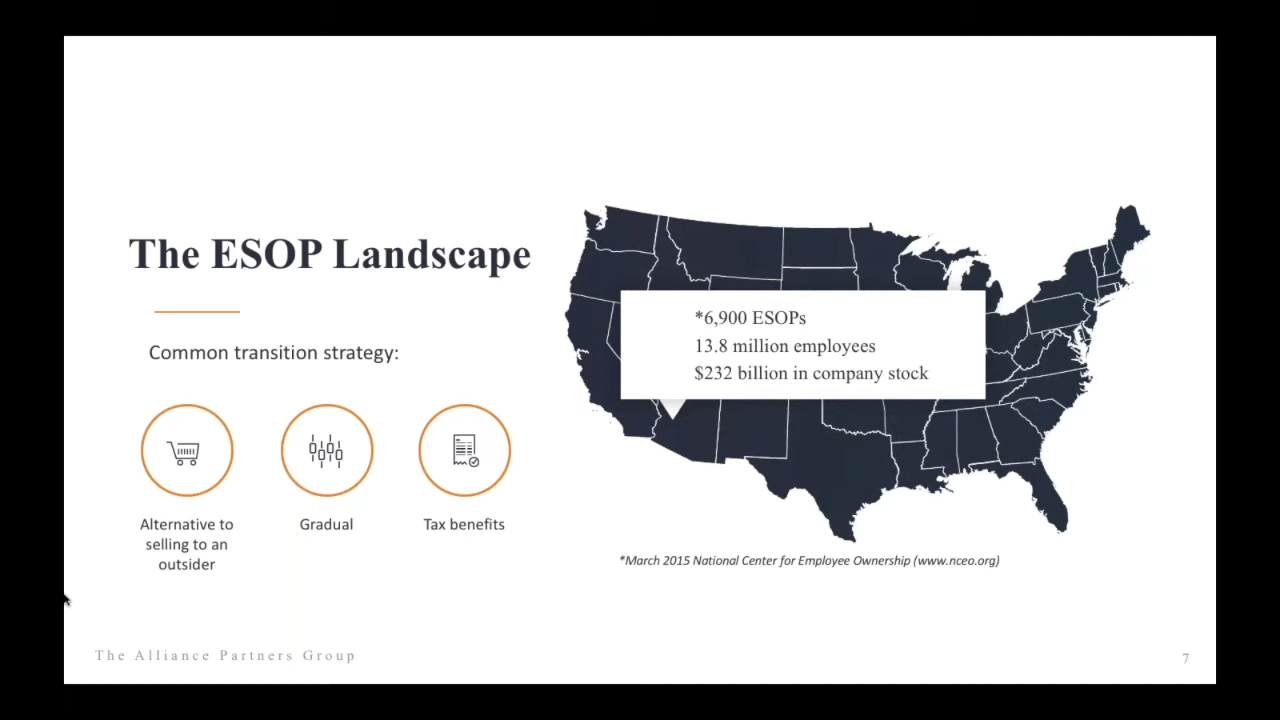 The ESOP Landscape
Common transition strategy:
Alternative to
selling to an
outsider
Gradual
Tax benefits
*6,900 ESOPs
13.8 million employees
$232 billion in company stock
*March 2015 National Center for Employee Ownership (www.nceo.org)
The Alliance Partners Group
7